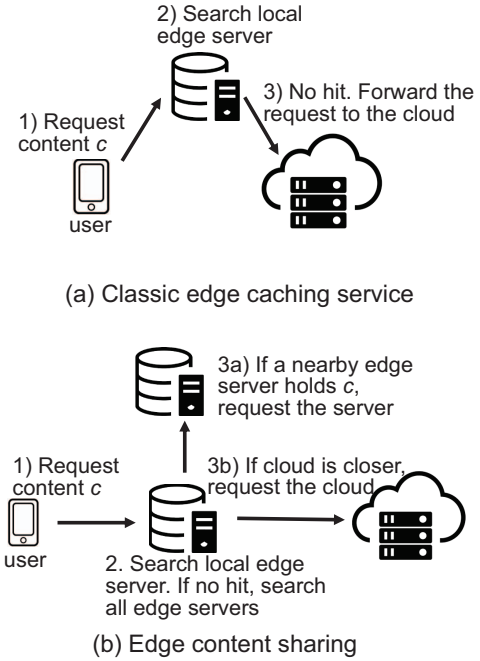 2) Search local
edge server
3) No hit. Forward the
request to the cloud
1) Request
content c
user
(a) Classic edge caching service
3a) If a nearby edge
server holds c,
request the server
1) Request
content c
3b) If cloud is closer,
request the cloud
user
2. Search local edge
server. If no hit, search
all edge servers
(b) Edge content sharing